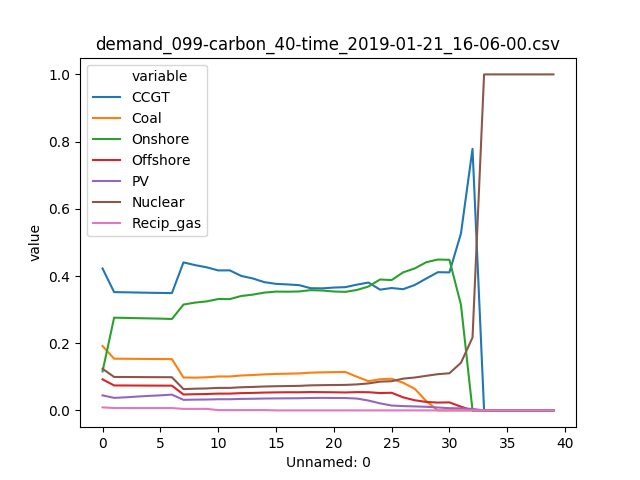 demand_099-carbon_40-time_2019-01-21_16-06-00.csv
variable
CCGT
Coal
Onshore
Offshore
PV
Nuclear
Recip_gas
value
1.0
0.8
0.6
0.4
0.2
0.0
0 5 10 15 20 25 30 35 40
Unnamed: 0